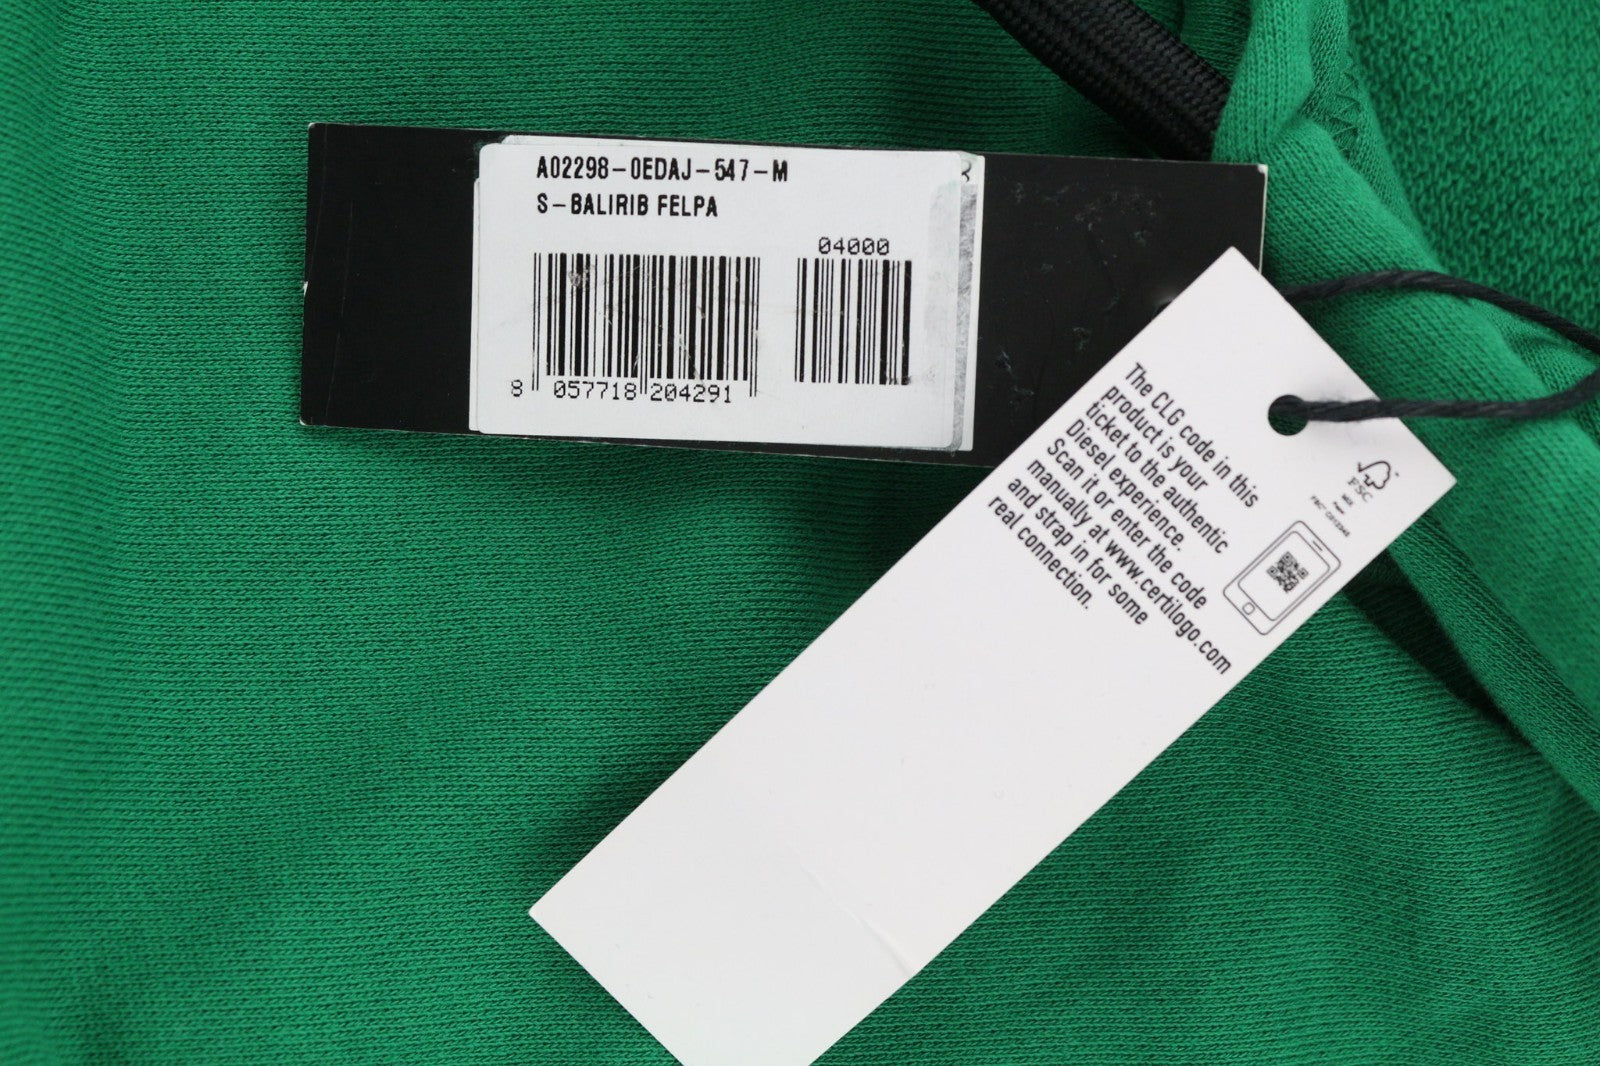 A02298-0EDAJ-547-M
S-BALIRIB FELPA
04000
8 057718 204291
The CLG code in this
product is your
ticket to the authentic
Diesel experience.
Scan it or enter the code
manually at www.certilogo.com
and strap in for some
real connection.
FSC